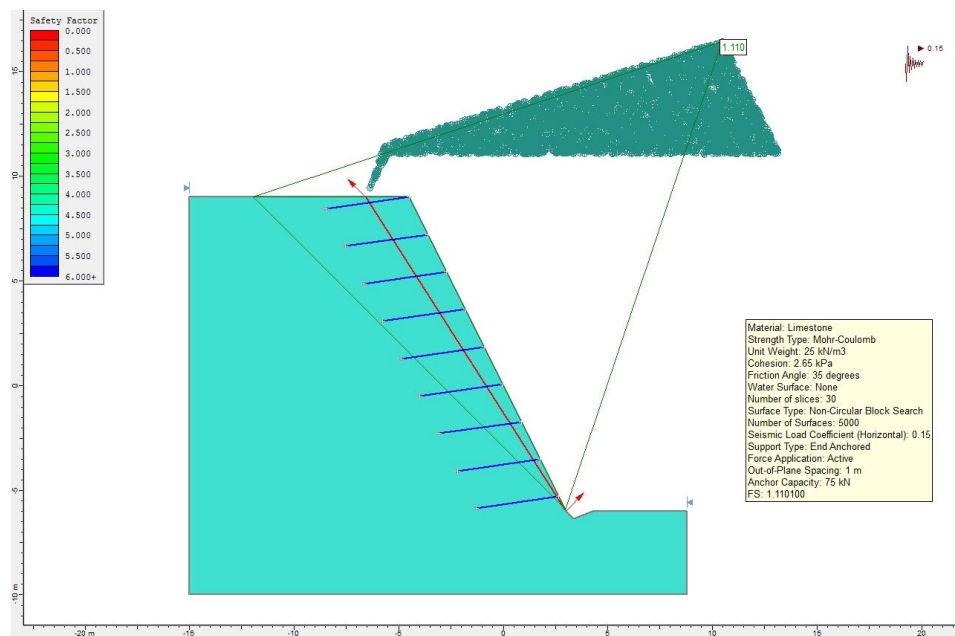 Safety Factor
0.000
0.500
1.000
1.500
2.000
2.500
3.000
3.500
4.000
4.500
5.000
5.500
6.000+
1.110
0.15
15
10
5
0
-5
-10 m
Material: Limestone
Strength Type: Mohr-Coulomb
Unit Weight: 25 kN/m3
Cohesion: 2.65 kPa
Friction Angle: 35 degrees
Water Surface: None
Number of slices: 30
Surface Type: Non-Circular Block Search
Number of Surfaces: 5000
Seismic Load Coefficient (Horizontal): 0.15
Support Type: End Anchored
Force Application: Active
Out-of-Plane Spacing: 1 m
Anchor Capacity: 75 kN
FS: 1.110100
-20 m -15 -10 -5 0 5 10 15 20